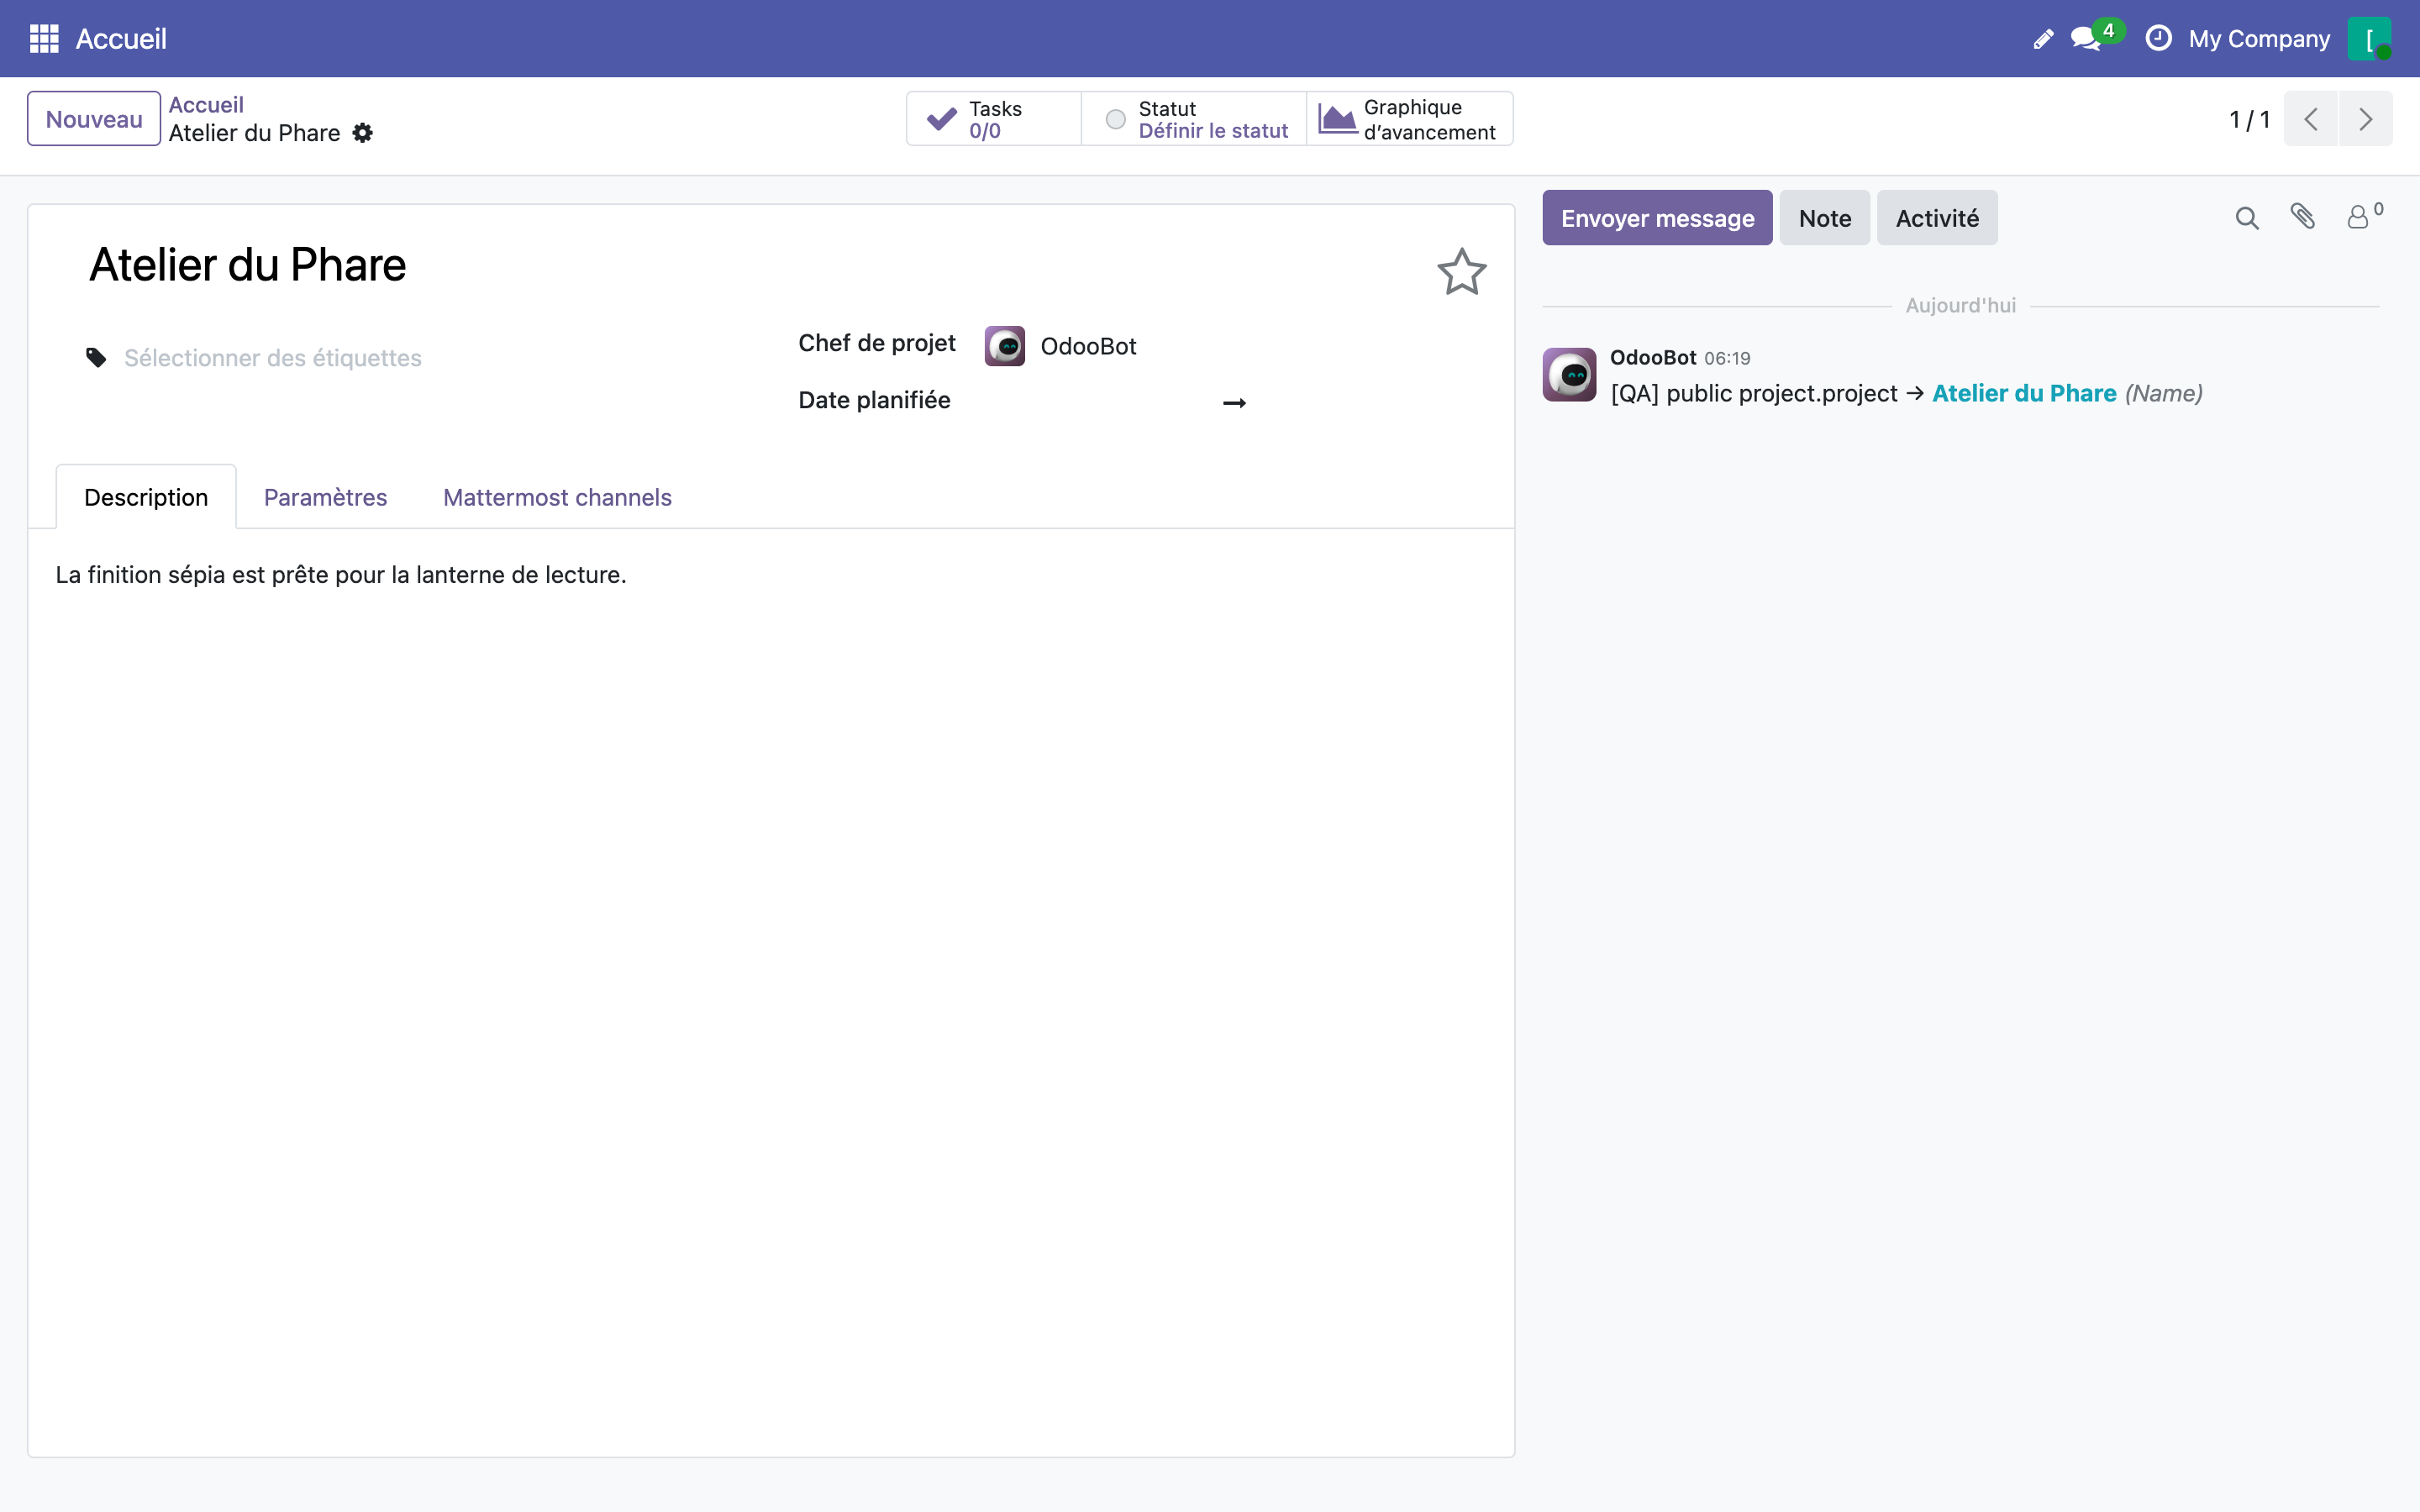 Accueil
4
My Company
[
Nouveau
Accueil
Atelier du Phare
Tasks
0/0
Statut
Définir le statut
Graphique
d’avancement
1 / 1
Atelier du Phare
Sélectionner des étiquettes
Chef de projet
OdooBot
Date planifiée
Description
Paramètres
Mattermost channels
La finition sépia est prête pour la lanterne de lecture.
Envoyer message
Note
Activité
0
Aujourd'hui
OdooBot 06:19
[QA] public project.project → Atelier du Phare (Name)